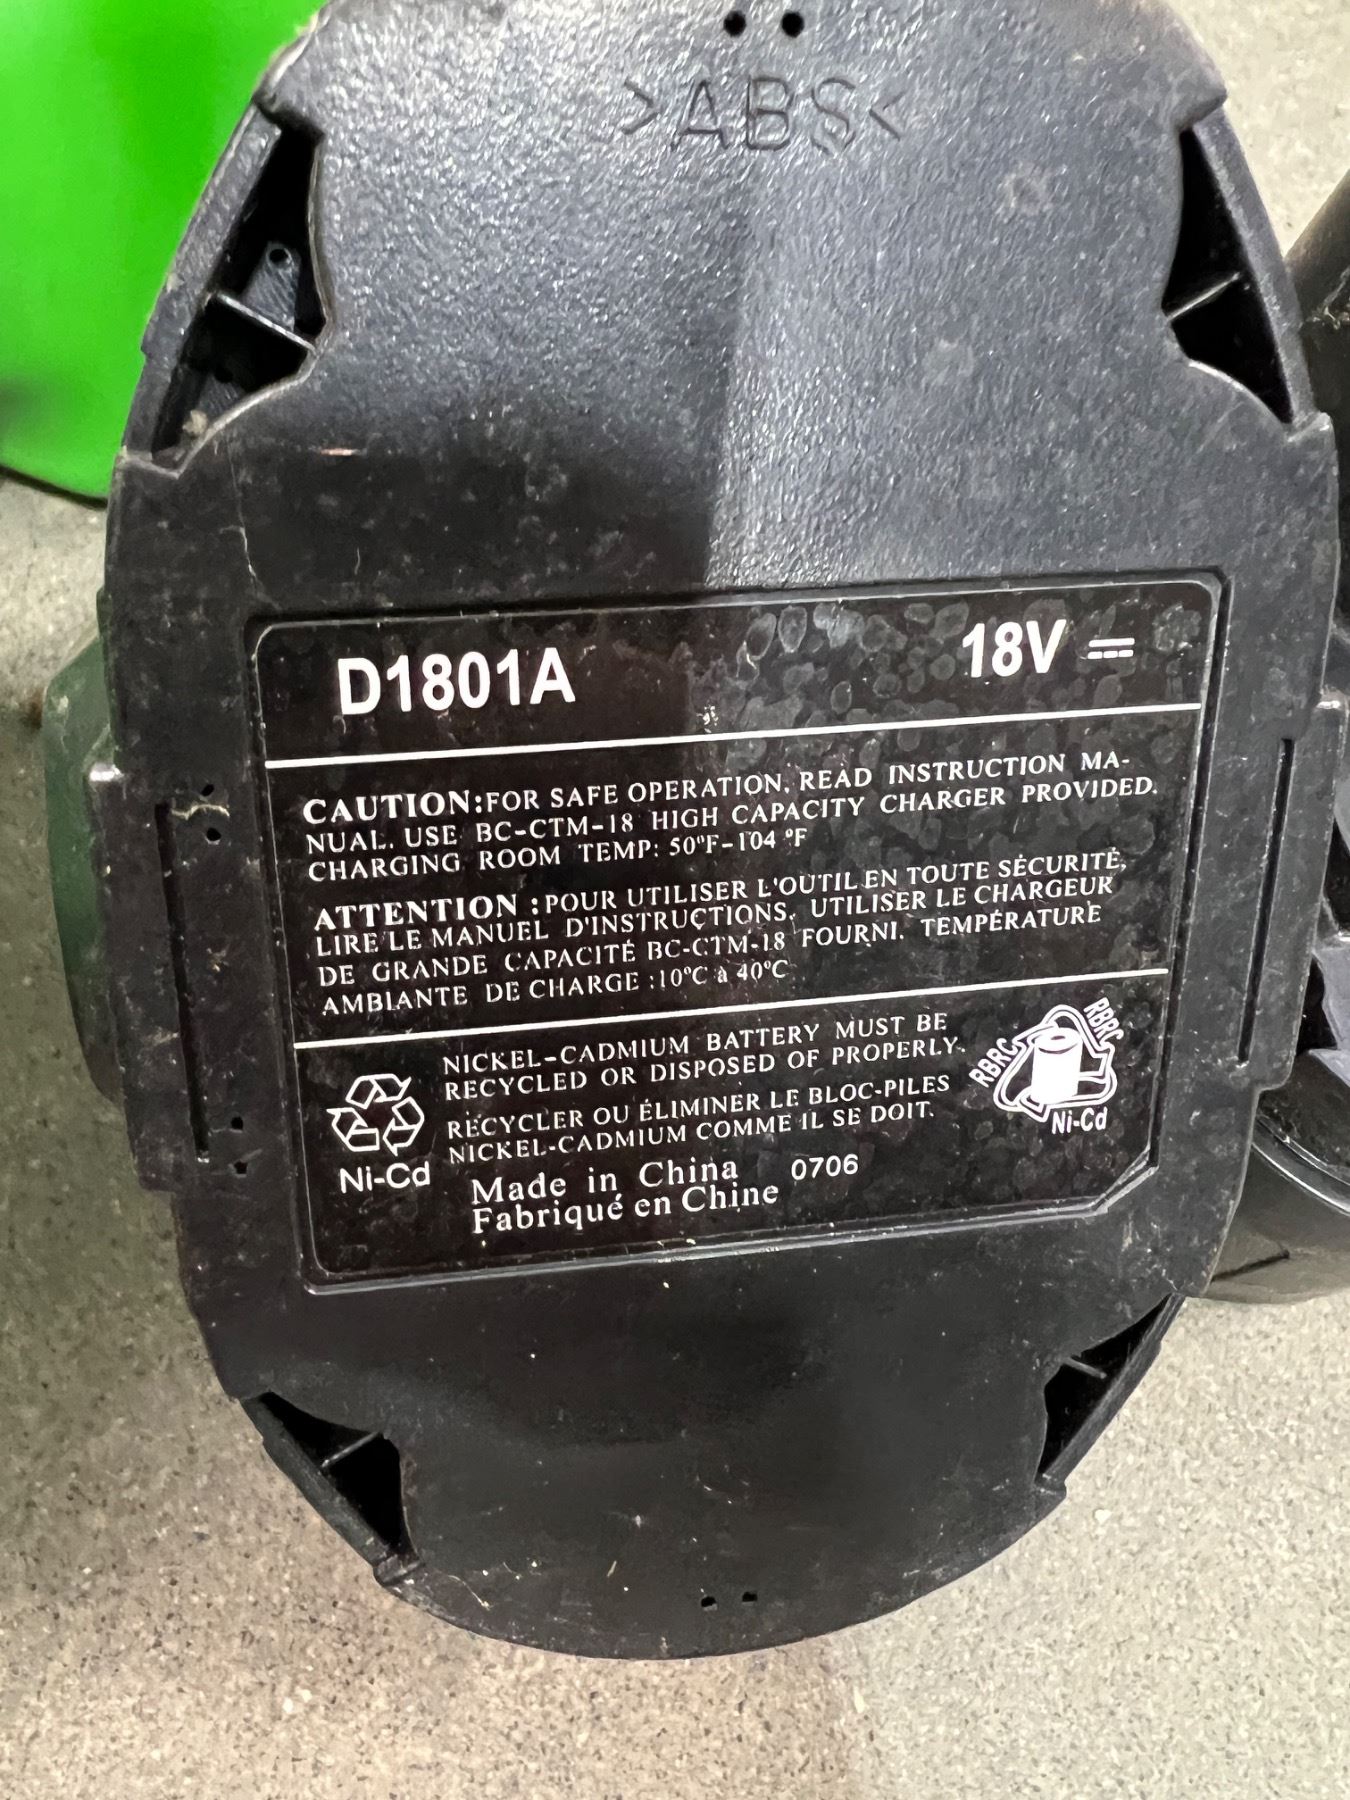 >ABS<
D1801A 18V
CAUTION:FOR SAFE OPERATION, READ INSTRUCTION MA-
NUAL. USE BC-CTM-18 HIGH CAPACITY CHARGER PROVIDED.
CHARGING ROOM TEMP: 50°F-104 °F
ATTENTION :POUR UTILISER L'OUTIL EN TOUTE SÉCURITÉ,
LIRE LE MANUEL D'INSTRUCTIONS. UTILISER LE CHARGEUR
DE GRANDE CAPACITÉ BC-CTM-18 FOURNI. TEMPÉRATURE
AMBIANTE DE CHARGE :10°C à 40°C
NICKEL-CADMIUM BATTERY MUST BE
RECYCLED OR DISPOSED OF PROPERLY.
RECYCLER OU ÉLIMINER LE BLOC-PILES
NICKEL-CADMIUM COMME IL SE DOIT.
Ni-Cd
Made in China 0706
Fabriqué en Chine
RBRC RBRC
Ni-Cd